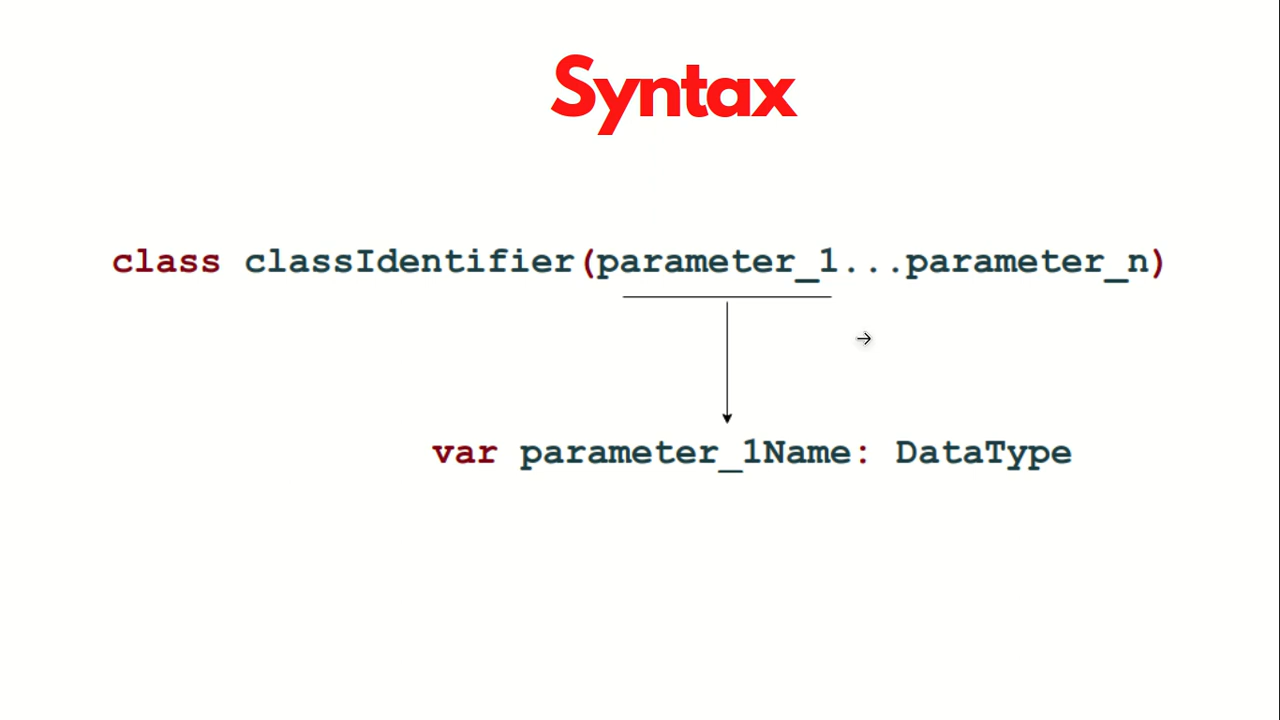 Syntax
class classIdentifier(parameter_1...parameter_n)
var parameter_1Name: DataType